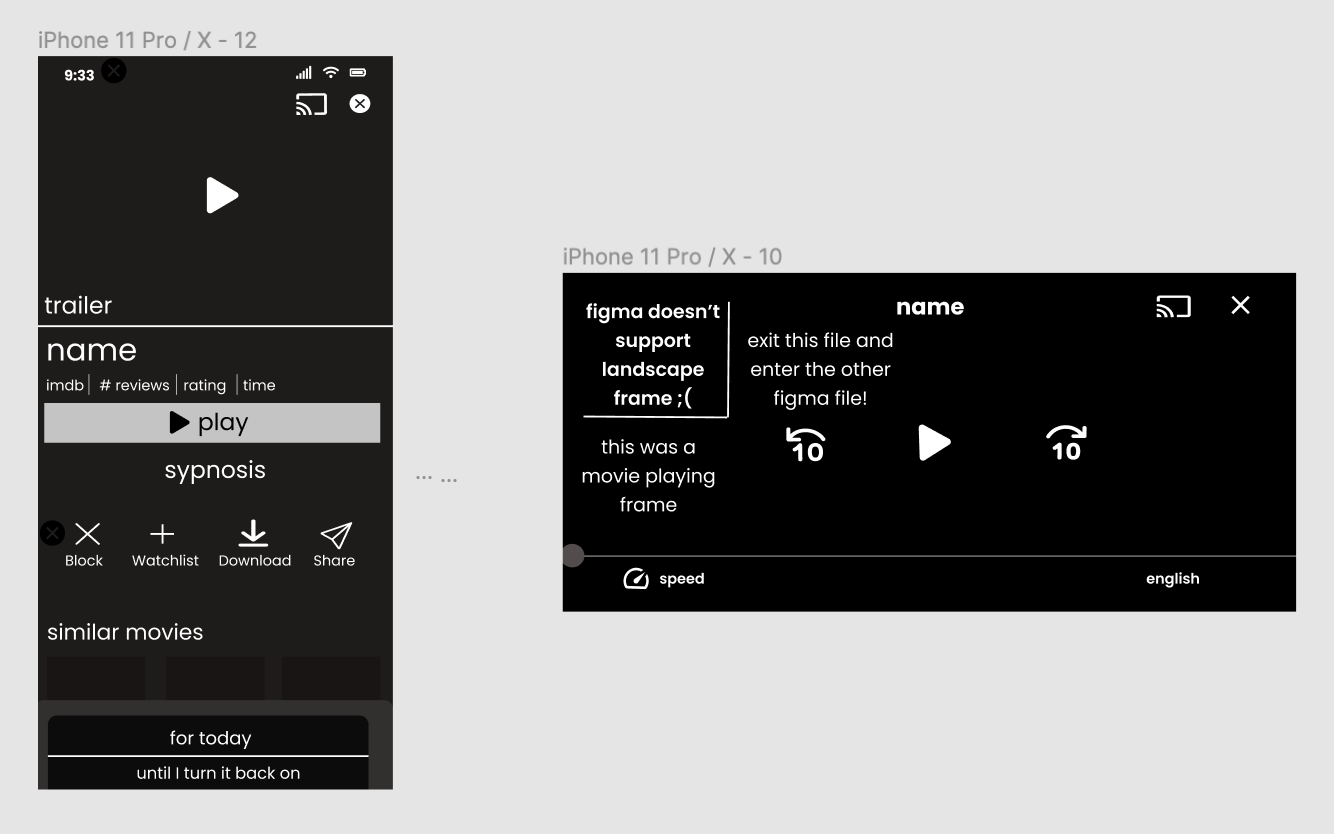 iPhone 11 Pro / X - 12
9:33
trailer
name
imdb
# reviews
rating
time
play
sypnosis
Block
Watchlist
Download
Share
similar movies
for today
until I turn it back on
... ...
iPhone 11 Pro / X - 10
figma doesn’t
support
landscape
frame ;(
this was a
movie playing
frame
name
exit this file and
enter the other
figma file!
10
10
speed
english